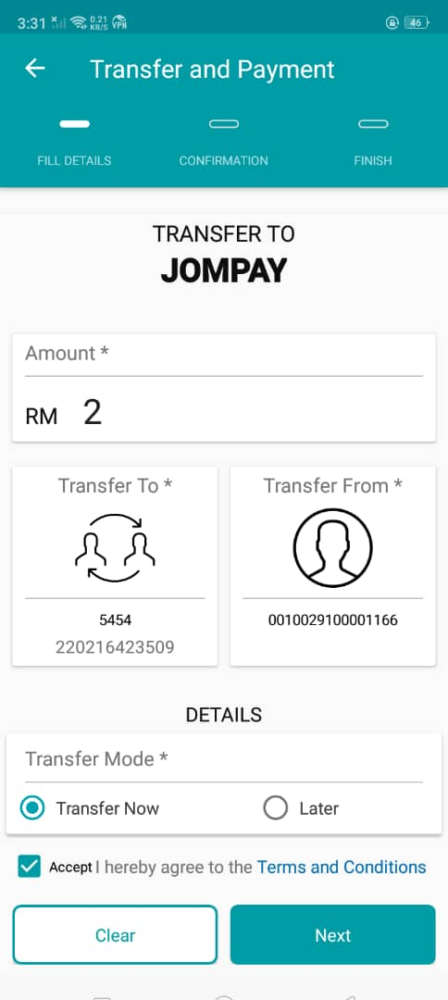 3:31 0.21 KB/S VPN 46
Transfer and Payment
FILL DETAILS CONFIRMATION FINISH
TRANSFER TO
JOMPAY
Amount *
RM 2
Transfer To * Transfer From *
5454 0010029100001166
220216423509
DETAILS
Transfer Mode *
Transfer Now Later
Accept I hereby agree to the Terms and Conditions
Clear Next